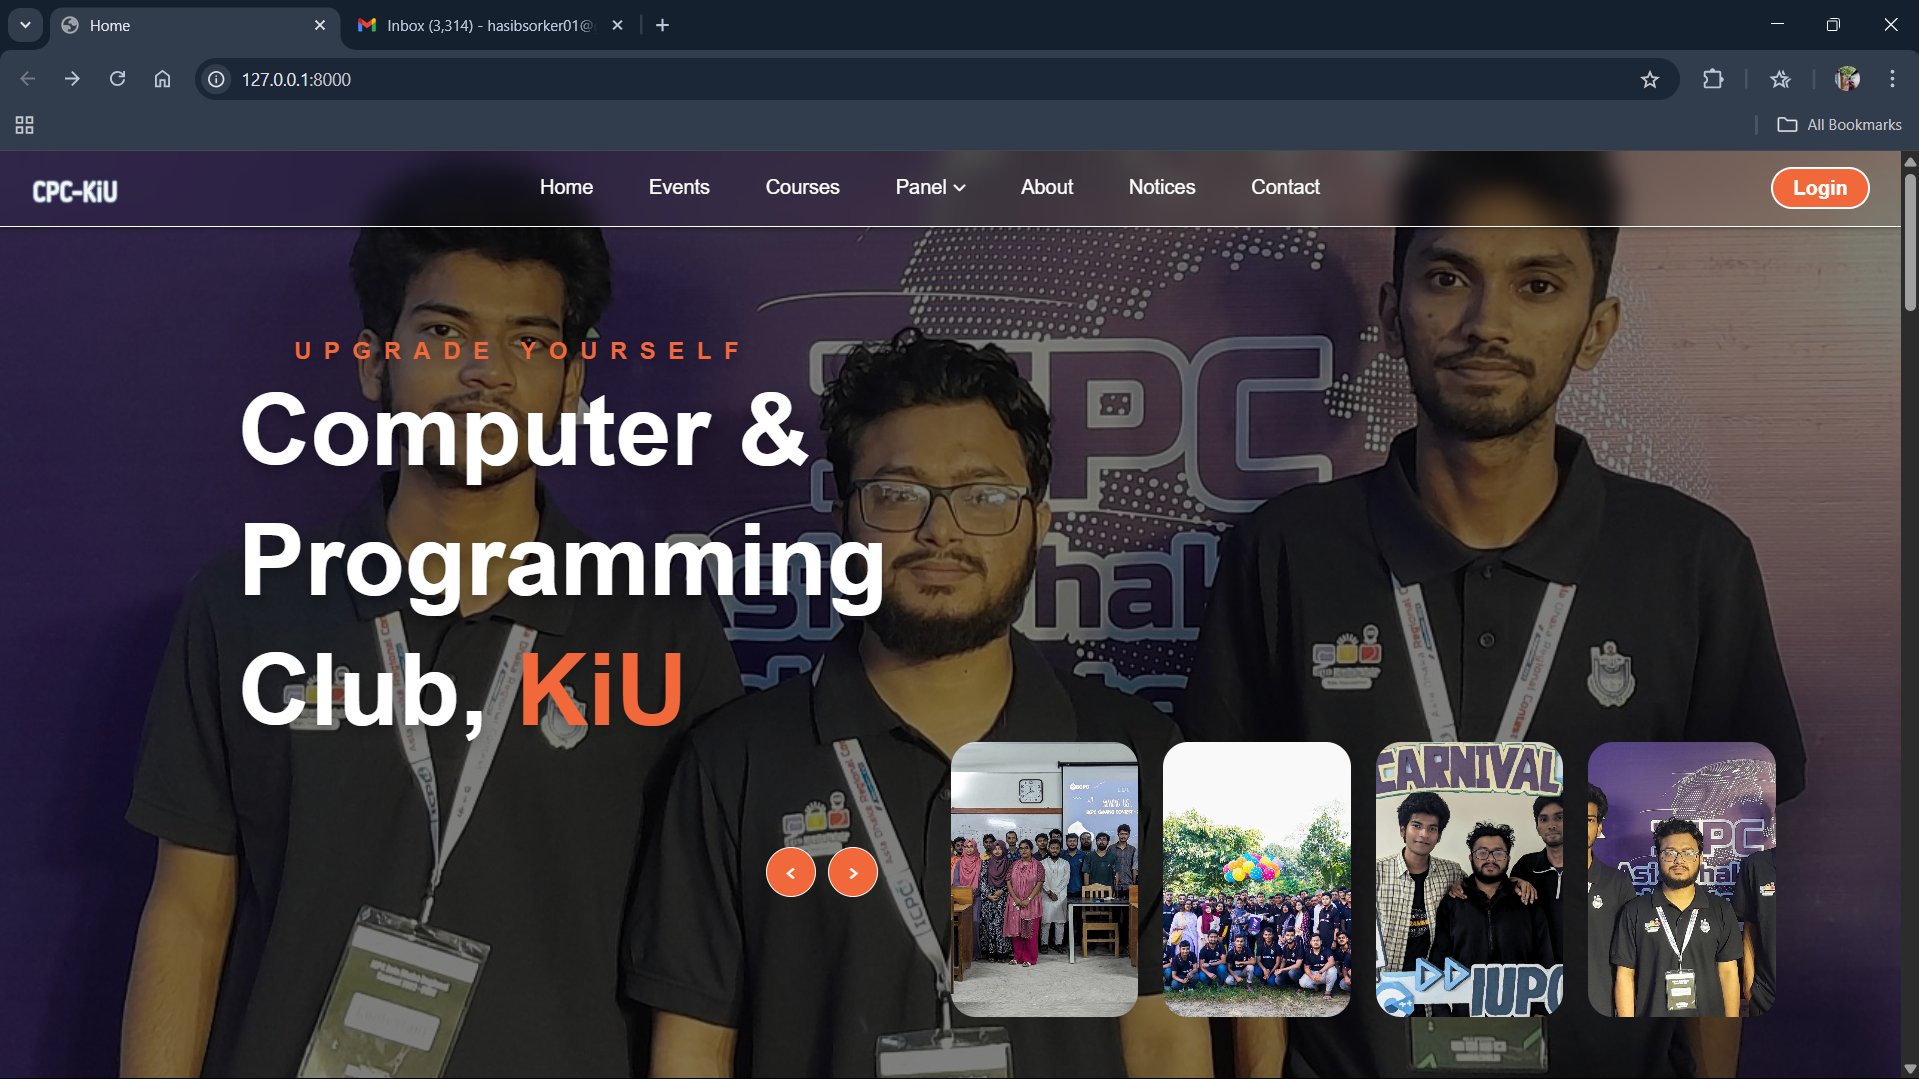 Home
Inbox (3,314) - hasibsorker01@
127.0.0.1:8000
All Bookmarks
CPC-KiU
Home Events Courses Panel About Notices Contact
Login
UPGRADE YOURSELF
Computer &
Programming
Club, KiU
CARNIVAL
IUPC